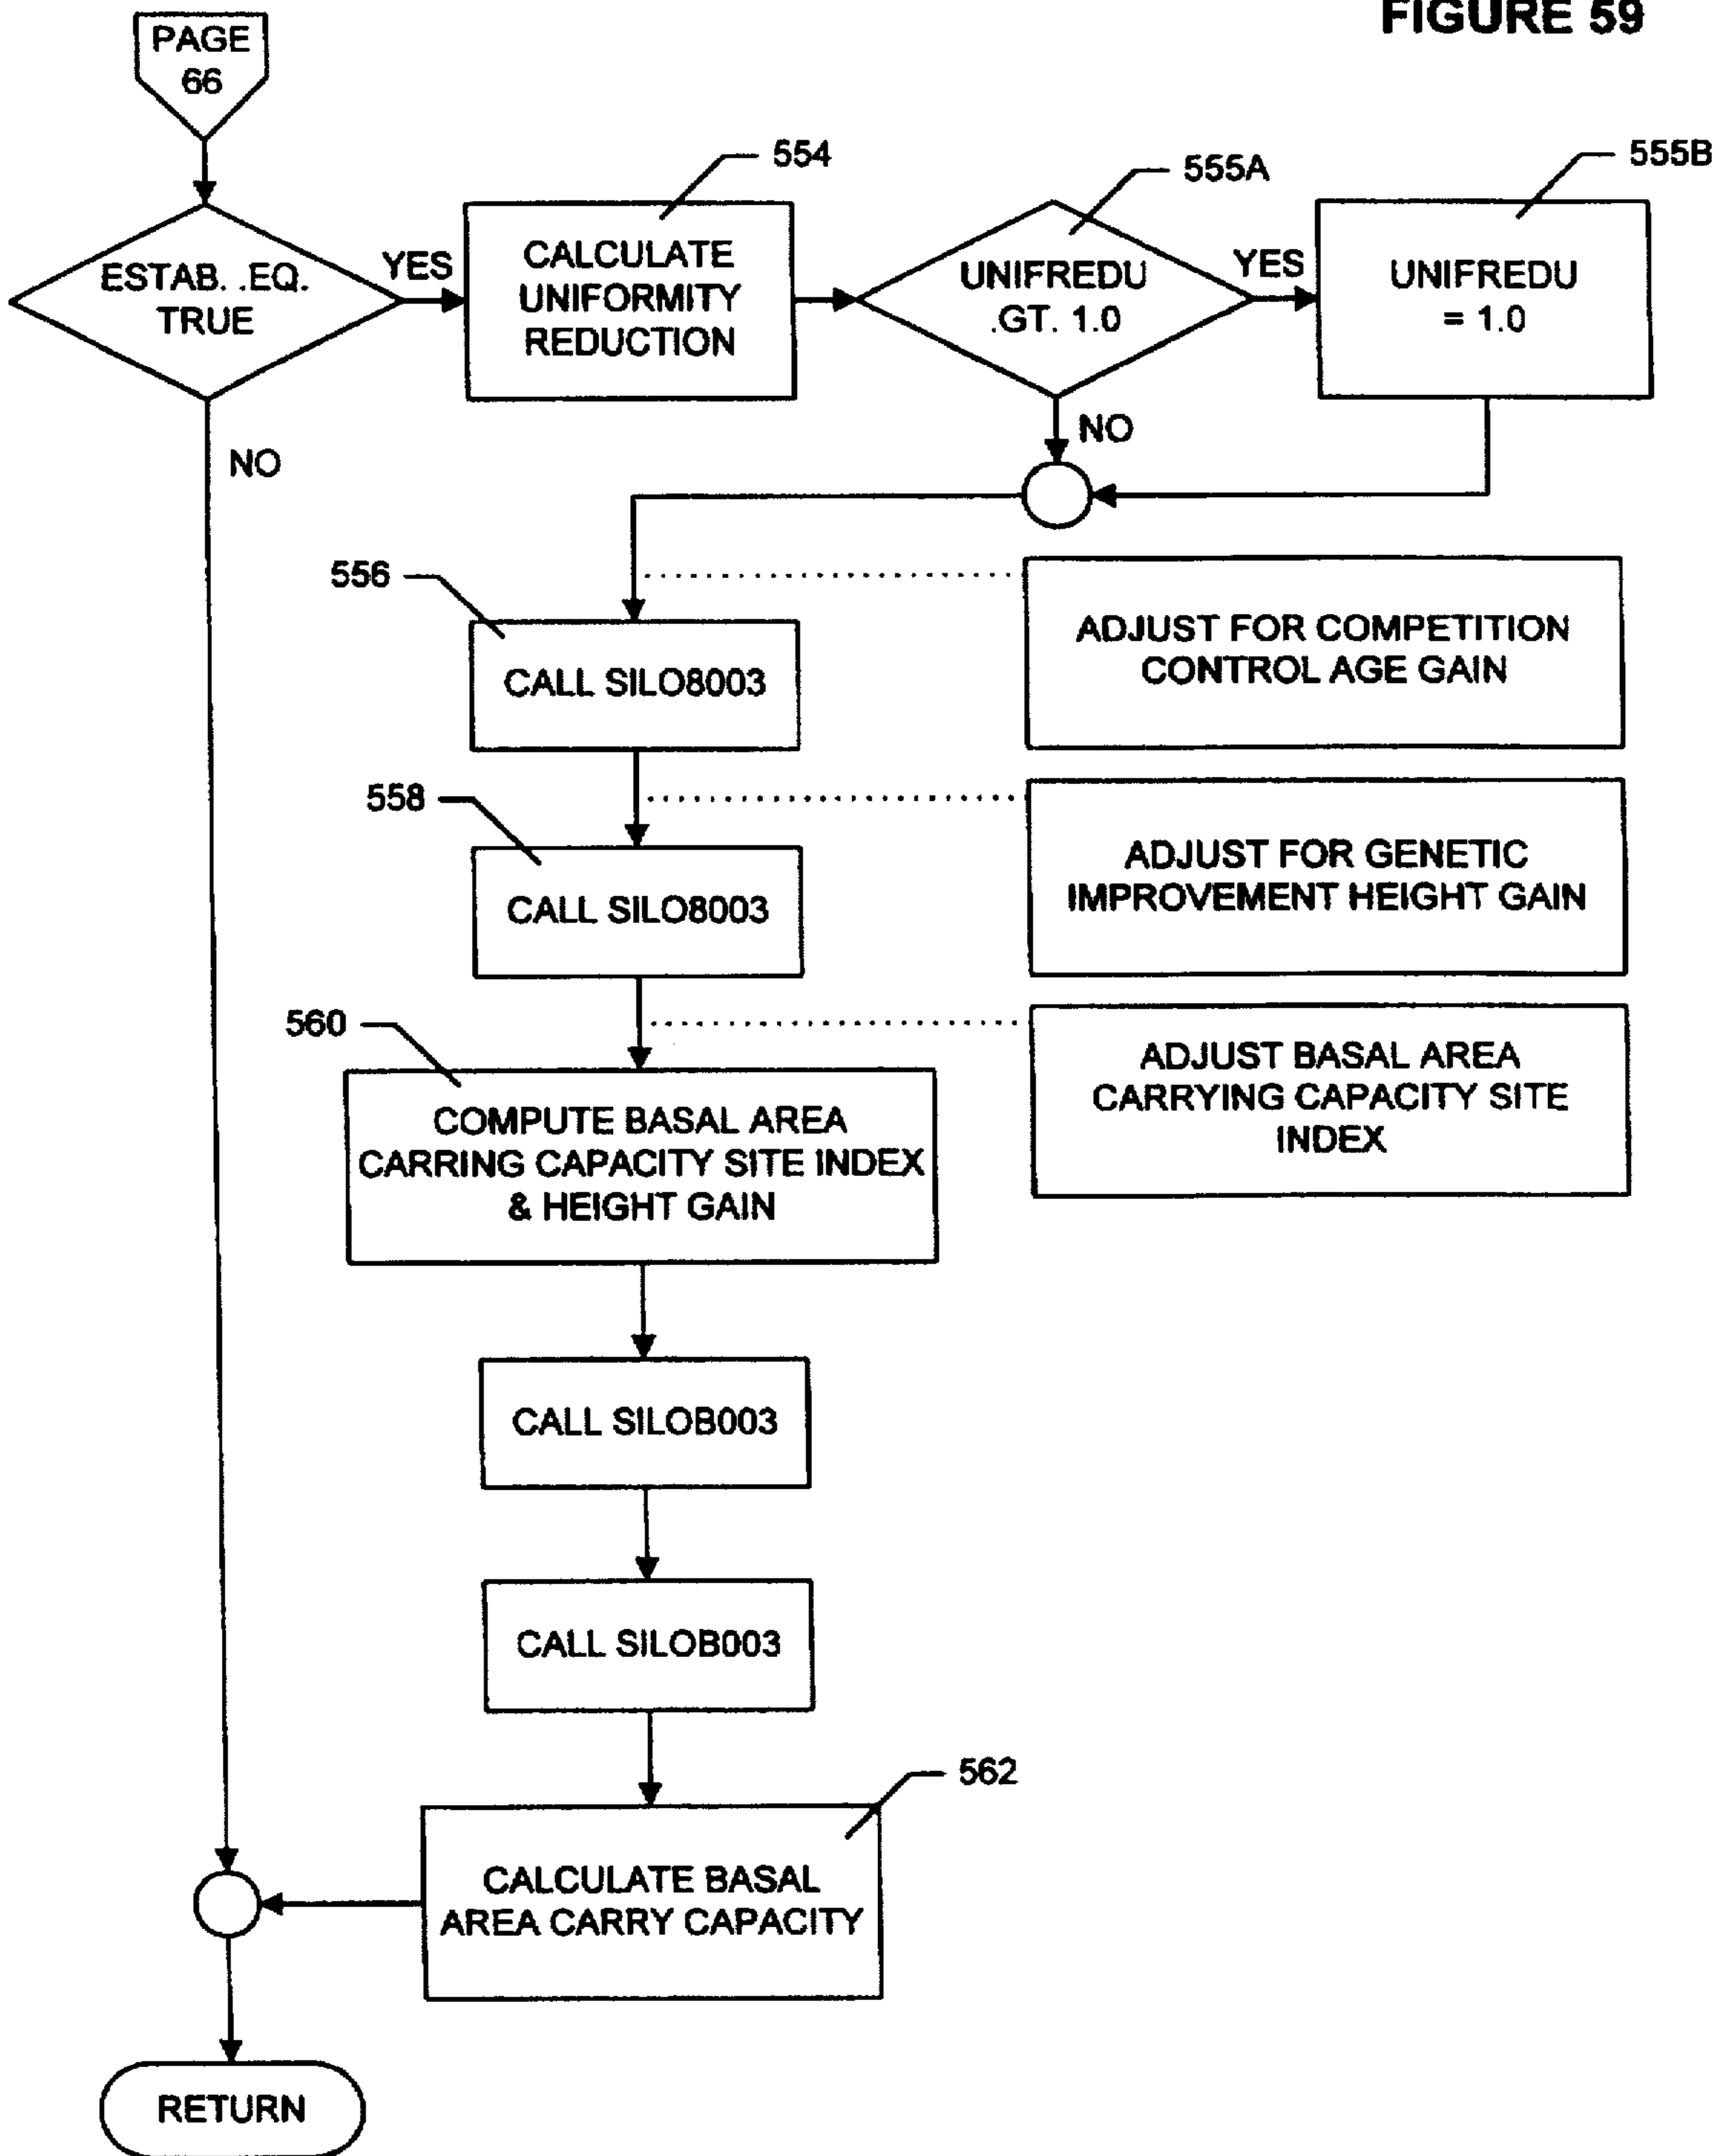 FIGURE 59
PAGE
66
ESTAB. .EQ.
TRUE
YES
NO
554
CALCULATE
UNIFORMITY
REDUCTION
555A
UNIFREDU
.GT. 1.0
YES
NO
555B
UNIFREDU
= 1.0
556
CALL SILO8003
ADJUST FOR COMPETITION
CONTROL AGE GAIN
558
CALL SILO8003
ADJUST FOR GENETIC
IMPROVEMENT HEIGHT GAIN
560
COMPUTE BASAL AREA
CARRING CAPACITY SITE INDEX
& HEIGHT GAIN
ADJUST BASAL AREA
CARRYING CAPACITY SITE
INDEX
CALL SILOB003
CALL SILOB003
562
CALCULATE BASAL
AREA CARRY CAPACITY
RETURN